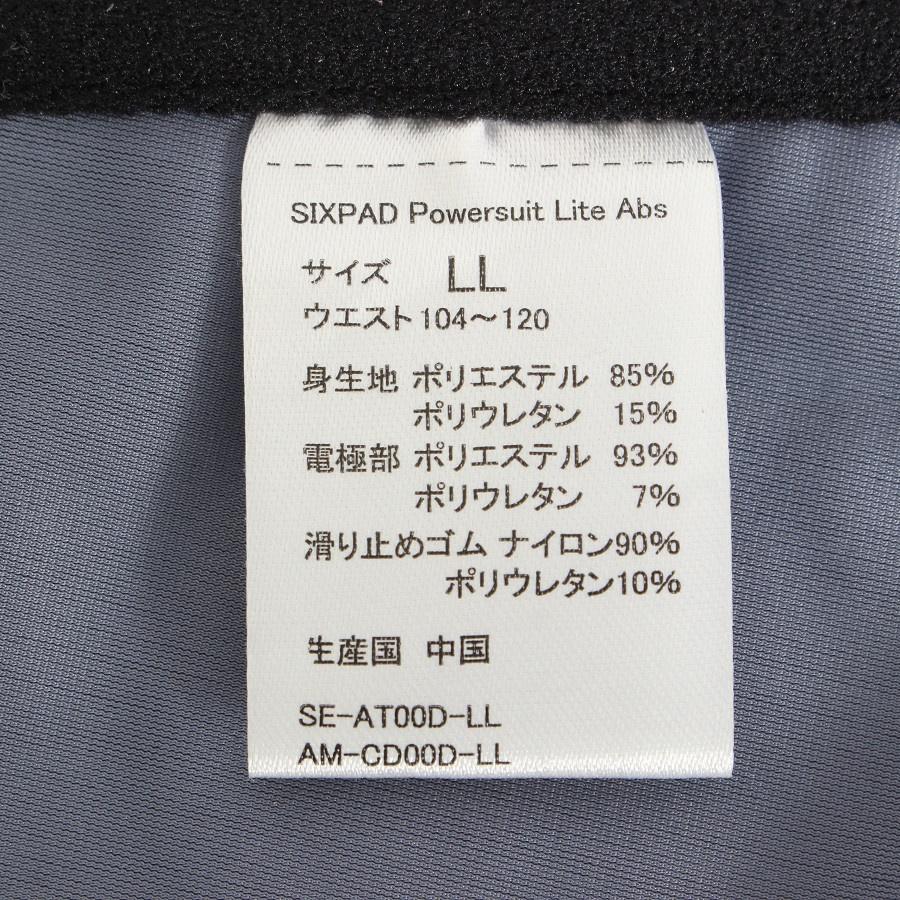 SIXPAD Powersuit Lite Abs
サイズ LL
ウエスト 104～120
身生地 ポリエステル 85%
ポリウレタン 15%
電極部 ポリエステル 93%
ポリウレタン 7%
滑り止めゴム ナイロン90%
ポリウレタン10%
生産国 中国
SE-AT00D-LL
AM-CD00D-LL